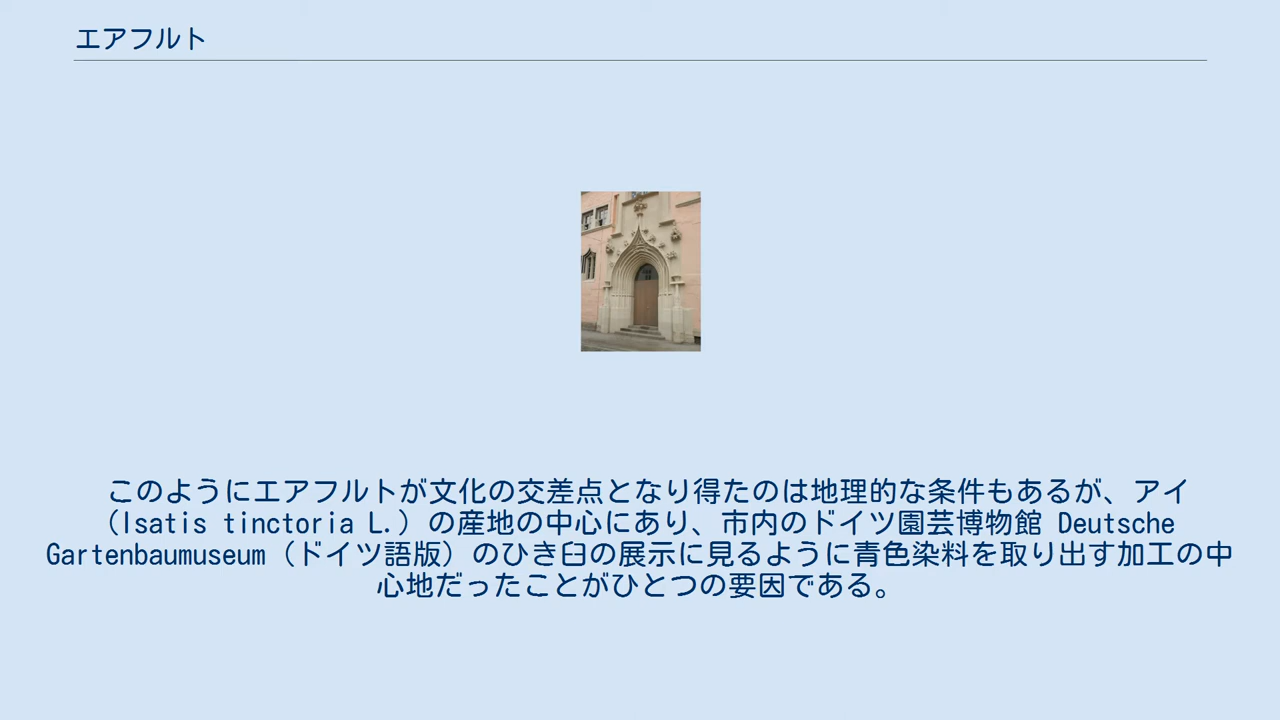 エアフルト
このようにエアフルトが文化の交差点となり得たのは地理的な条件もあるが、アイ
（Isatis tinctoria L.）の産地の中心にあり、市内のドイツ園芸博物館 Deutsche
Gartenbaumuseum（ドイツ語版）のひき臼の展示に見るように青色染料を取り出す加工の中
心地だったことがひとつの要因である。